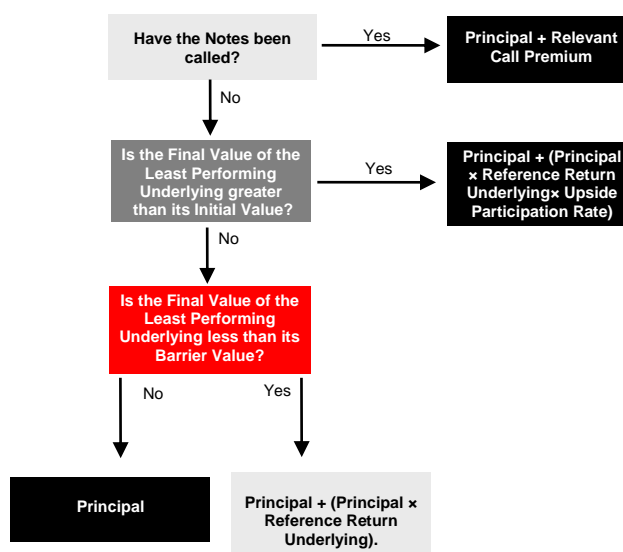 Have the Notes been
called?
Yes
Principal + Relevant
Call Premium
No
Is the Final Value of the
Least Performing
Underlying greater
than its Initial Value?
Yes
Principal + (Principal
× Reference Return
Underlying× Upside
Participation Rate)
No
Is the Final Value of the
Least Performing
Underlying less than its
Barrier Value?
No
Yes
Principal
Principal + (Principal ×
Reference Return
Underlying).